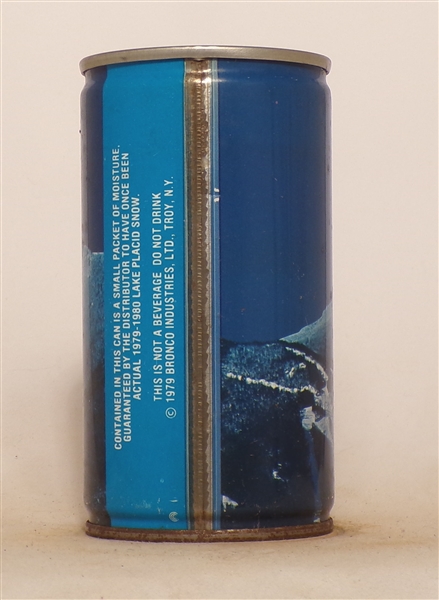 CONTAINED IN THIS CAN IS A SMALL PACKET OF MOISTURE.
GUARANTEED BY THE DISTRIBUTOR TO HAVE ONCE BEEN
ACTUAL 1979-1980 LAKE PLACID SNOW.
THIS IS NOT A BEVERAGE DO NOT DRINK
© 1979 BRONCO INDUSTRIES, LTD., TROY, N.Y.